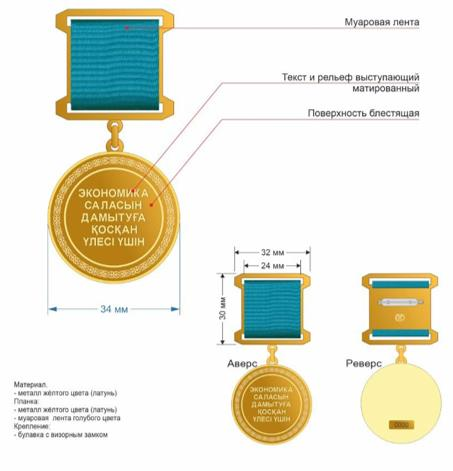 Муаровая лента
Текст и рельеф выступающий
матированный
Поверхность блестящая
ЭКОНОМИКА
САЛАСЫН
ДАМЫТУҒА
ҚОСҚАН
ҮЛЕСІ ҮШІН
34 мм
32 мм
24 мм
30 мм
Аверс
Реверс
ЭКОНОМИКА
САЛАСЫН
ДАМЫТУҒА
ҚОСҚАН
ҮЛЕСІ ҮШІН
0000
Материал.
- металл жёлтого цвета (латунь)
Планка:
- металл жёлтого цвета (латунь)
- муаровая лента голубого цвета
Крепление:
- булавка с визорным замком